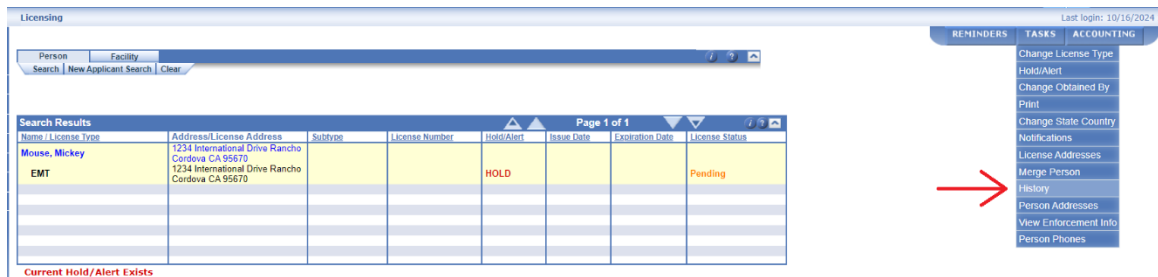 Licensing
Last login: 10/16/2024
REMINDERS TASKS ACCOUNTING
Person Facility
Search New Applicant Search Clear
Change License Type
Hold/Alert
Change Obtained By
Print
Change State Country
Notifications
License Addresses
Merge Person
History
Person Addresses
View Enforcement Info
Person Phones
Search Results Page 1 of 1
Name / License Type Address/License Address Subtype License Number Hold/Alert Issue Date Expiration Date License Status
Mouse, Mickey 1234 International Drive Rancho
Cordova CA 95670
EMT 1234 International Drive Rancho
Cordova CA 95670 HOLD Pending
Current Hold/Alert Exists